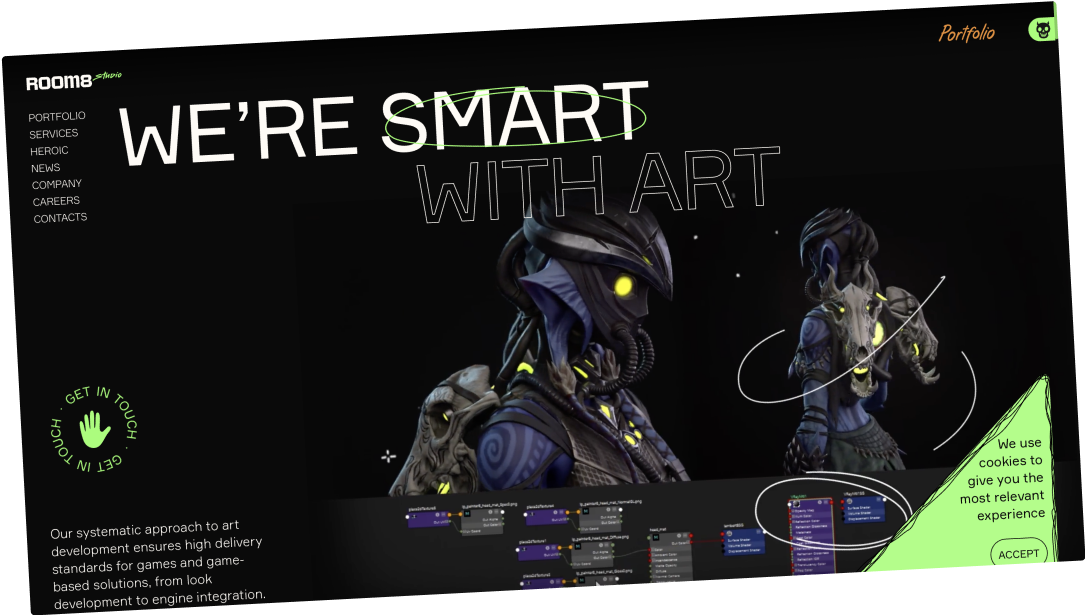 Portfolio
ROOM8 Studio
PORTFOLIO
SERVICES
HEROIC
NEWS
COMPANY
CAREERS
CONTACTS
WE'RE SMART
WITH ART
· GET IN TOUCH · GET IN TOUCH
Our systematic approach to art
development ensures high delivery
standards for games and game-
based solutions, from look
development to engine integration.
We use
cookies to
give you the
most relevant
experience
ACCEPT